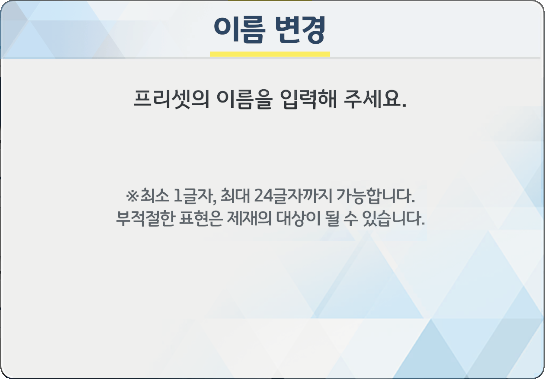 이름 변경
프리셋의 이름을 입력해 주세요.
※최소 1글자, 최대 24글자까지 가능합니다.
부적절한 표현은 제재의 대상이 될 수 있습니다.